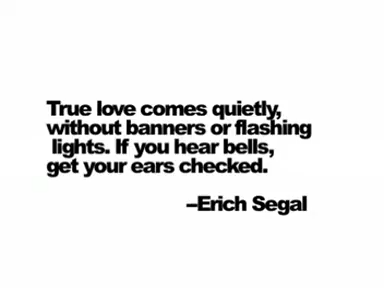 True love comes quietly,
without banners or flashing
lights. If you hear bells,
get your ears checked.
–Erich Segal